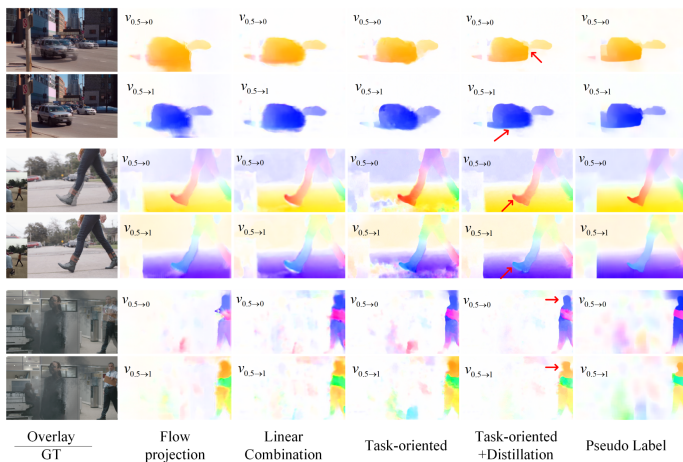 v0.5→0 v0.5→0 v0.5→0 v0.5→0 v0.5→0
v0.5→1 v0.5→1 v0.5→1 v0.5→1 v0.5→1
v0.5→0 v0.5→0 v0.5→0 v0.5→0 v0.5→0
v0.5→1 v0.5→1 v0.5→1 v0.5→1 v0.5→1
v0.5→0 v0.5→0 v0.5→0 v0.5→0 v0.5→0
v0.5→1 v0.5→1 v0.5→1 v0.5→1 v0.5→1
Overlay
GT
Flow
projection
Linear
Combination
Task-oriented
Task-oriented
+Distillation
Pseudo Label